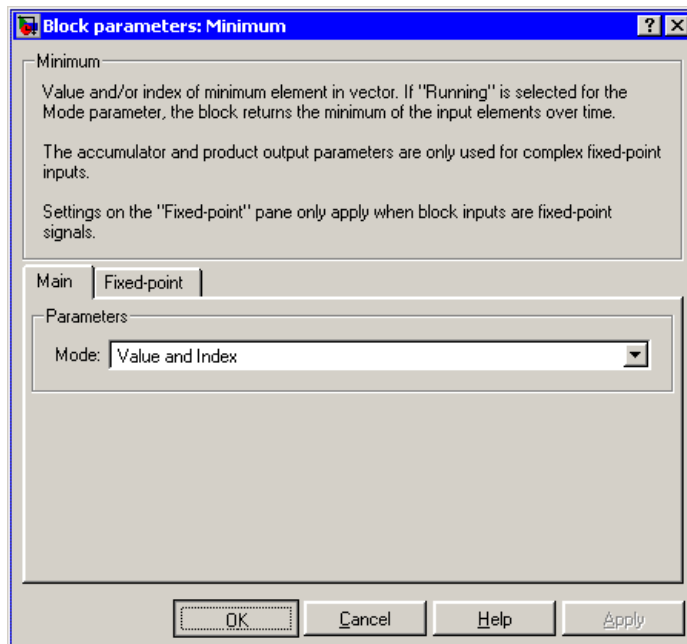 Block parameters: Minimum
Minimum
Value and/or index of minimum element in vector. If "Running" is selected for the
Mode parameter, the block returns the minimum of the input elements over time.
The accumulator and product output parameters are only used for complex fixed-point
inputs.
Settings on the "Fixed-point" pane only apply when block inputs are fixed-point
signals.
Main Fixed-point
Parameters
Mode: Value and Index
OK Cancel Help Apply